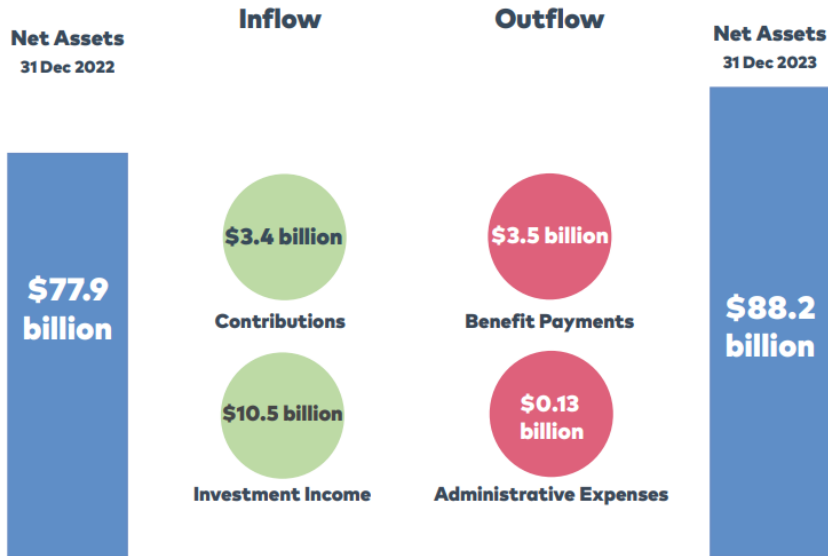 Net Assets
31 Dec 2022
$77.9
billion
Inflow
$3.4 billion
Contributions
$10.5 billion
Investment Income
Outflow
$3.5 billion
Benefit Payments
$0.13
billion
Administrative Expenses
Net Assets
31 Dec 2023
$88.2
billion